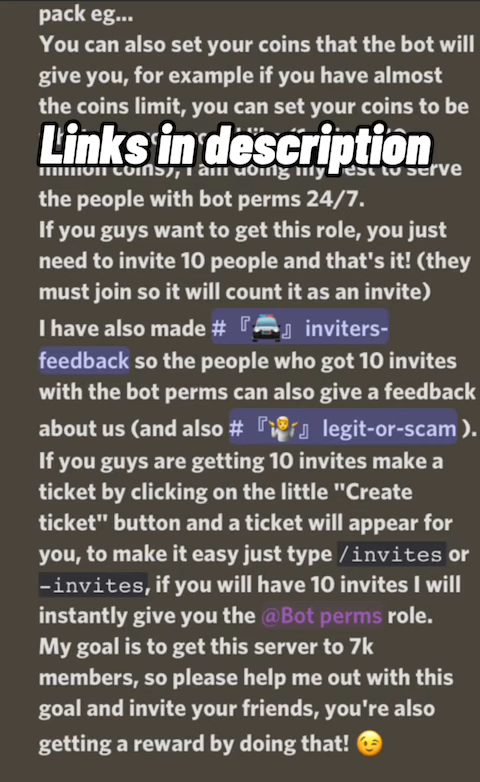 pack eg...
You can also set your coins that the bot will
give you, for example if you have almost
the coins limit, you can set your coins to be
Links in description
million coins), I am doing my best to serve
the people with bot perms 24/7.
If you guys want to get this role, you just
need to invite 10 people and that's it! (they
must join so it will count it as an invite)
I have also made # 『🚔』 inviters-
feedback so the people who got 10 invites
with the bot perms can also give a feedback
about us (and also # 『🤷‍♂️』 legit-or-scam ).
If you guys are getting 10 invites make a
ticket by clicking on the little "Create
ticket" button and a ticket will appear for
you, to make it easy just type /invites or
-invites, if you will have 10 invites I will
instantly give you the @Bot perms role.
My goal is to get this server to 7k
members, so please help me out with this
goal and invite your friends, you're also
getting a reward by doing that! 😉